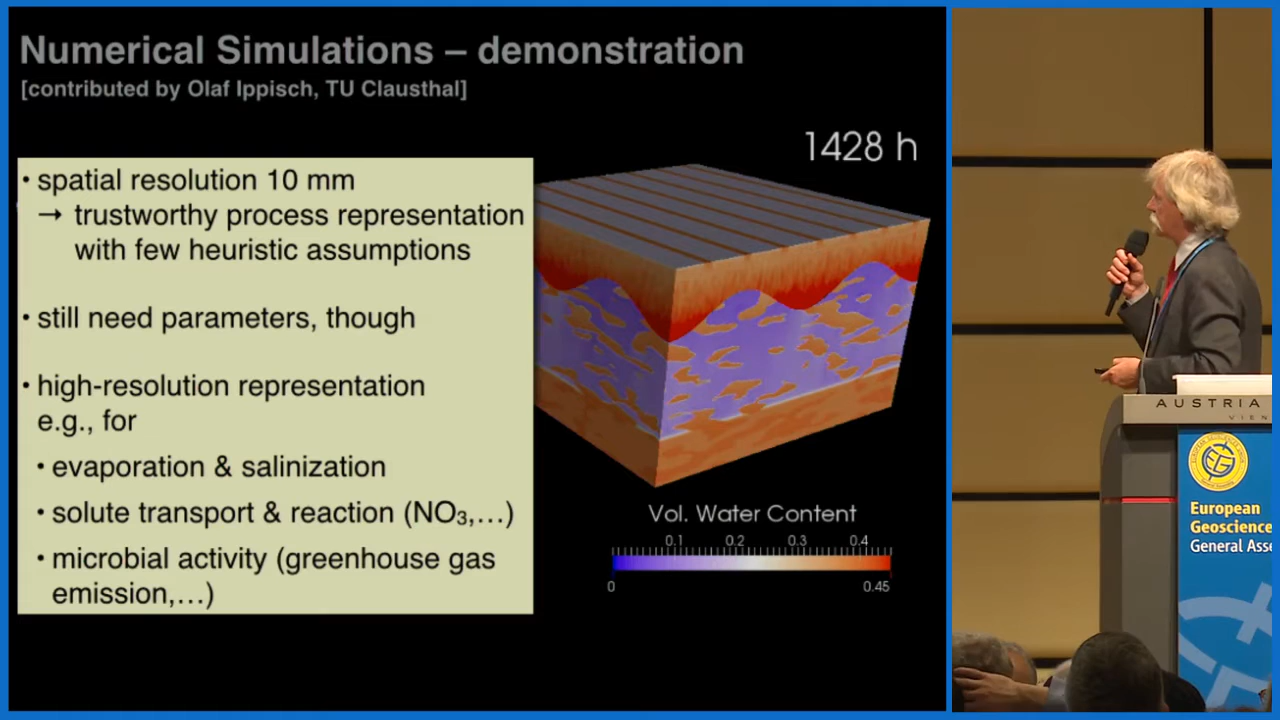 Numerical Simulations – demonstration
[contributed by Olaf Ippisch, TU Clausthal]
1428 h
• spatial resolution 10 mm
→ trustworthy process representation
with few heuristic assumptions
• still need parameters, though
• high-resolution representation
e.g., for
• evaporation & salinization
• solute transport & reaction (NO₃,…)
• microbial activity (greenhouse gas
emission,…)
Vol. Water Content
0.1 0.2 0.3 0.4
0 0.45
AUSTRIA
VIEN
European
Geoscience
General Asse